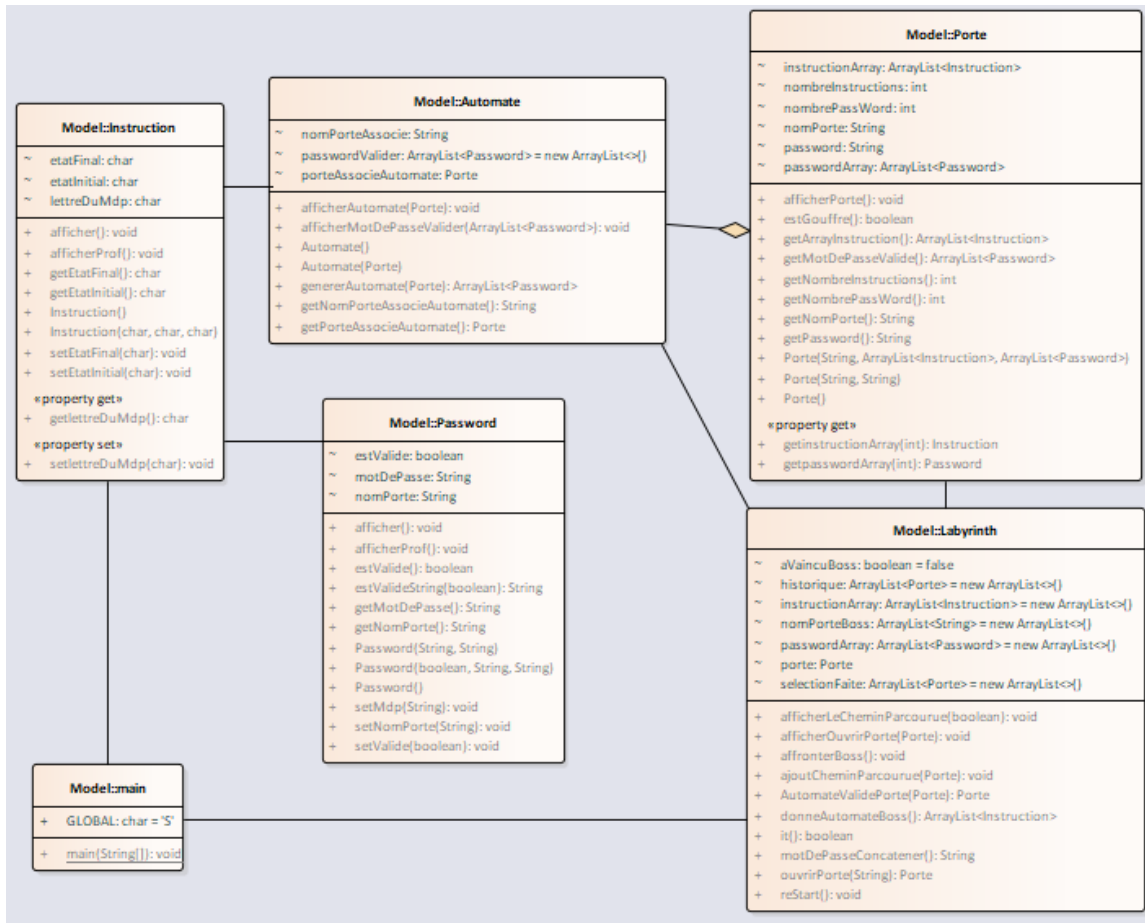 Model::Instruction
~ etatFinal: char
~ etatInitial: char
~ lettreDuMdp: char
+ afficher(): void
+ afficherProf(): void
+ getEtatFinal(): char
+ getEtatInitial(): char
+ Instruction()
+ Instruction(char, char, char)
+ setEtatFinal(char): void
+ setEtatInitial(char): void
«property get»
+ getlettreDuMdp(): char
«property set»
+ setlettreDuMdp(char): void
Model::Automate
~ nomPorteAssocie: String
~ passwordValider: ArrayList<Password> = new ArrayList<>()
~ porteAssocieAutomate: Porte
+ afficherAutomate(Porte): void
+ afficherMotDePasseValider(ArrayList<Password>): void
+ Automate()
+ Automate(Porte)
+ genererAutomate(Porte): ArrayList<Password>
+ getNomPorteAssocieAutomate(): String
+ getPorteAssocieAutomate(): Porte
Model::Porte
~ instructionArray: ArrayList<Instruction>
~ nombreInstructions: int
~ nombrePassWord: int
~ nomPorte: String
~ password: String
~ passwordArray: ArrayList<Password>
+ afficherPorte(): void
+ estGouffre(): boolean
+ getArrayInstruction(): ArrayList<Instruction>
+ getMotDePasseValide(): ArrayList<Password>
+ getNombreInstructions(): int
+ getNombrePassWord(): int
+ getNomPorte(): String
+ getPassword(): String
+ Porte(String, ArrayList<Instruction>, ArrayList<Password>)
+ Porte(String, String)
+ Porte()
«property get»
+ getinstructionArray(int): Instruction
+ getpasswordArray(int): Password
Model::Password
~ estValide: boolean
~ motDePasse: String
~ nomPorte: String
+ afficher(): void
+ afficherProf(): void
+ estValide(): boolean
+ estValideString(boolean): String
+ getMotDePasse(): String
+ getNomPorte(): String
+ Password(String, String)
+ Password(boolean, String, String)
+ Password()
+ setMdp(String): void
+ setNomPorte(String): void
+ setValide(boolean): void
Model::Labyrinth
~ aVaincuBoss: boolean = false
~ historique: ArrayList<Porte> = new ArrayList<>()
~ instructionArray: ArrayList<Instruction> = new ArrayList<>()
~ nomPorteBoss: ArrayList<String> = new ArrayList<>()
~ passwordArray: ArrayList<Password> = new ArrayList<>()
~ porte: Porte
~ selectionFaite: ArrayList<Porte> = new ArrayList<>()
+ afficherLeCheminParcourue(boolean): void
+ afficherOuvrirPorte(Porte): void
+ affronterBoss(): void
+ ajoutCheminParcourue(Porte): void
+ AutomateValidePorte(Porte): Porte
+ donneAutomateBoss(): ArrayList<Instruction>
+ it(): boolean
+ motDePasseConcatener(): String
+ ouvrirPorte(String): Porte
+ reStart(): void
Model::main
+ GLOBAL: char = 'S'
+ main(String[]): void